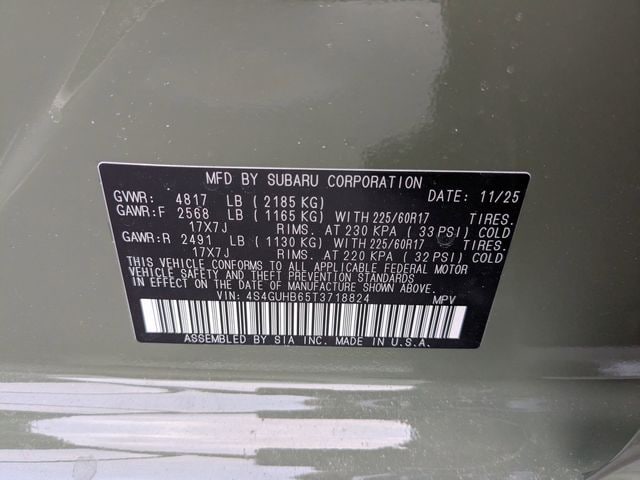 MFD BY SUBARU CORPORATION
GVWR: 4817 LB (2185 KG) DATE: 11/25
GAWR:F 2568 LB (1165 KG) WITH 225/60R17 TIRES.
17X7J RIMS. AT 230 KPA (33 PSI) COLD
GAWR:R 2491 LB (1130 KG) WITH 225/60R17 TIRES.
17X7J RIMS. AT 220 KPA (32 PSI) COLD
THIS VEHICLE CONFORMS TO ALL APPLICABLE FEDERAL MOTOR
VEHICLE SAFETY AND THEFT PREVENTION STANDARDS
IN EFFECT ON THE DATE OF MANUFACTURE SHOWN ABOVE.
VIN: 4S4GUHB65T3718824 MPV
ASSEMBLED BY SIA INC. MADE IN U.S.A.